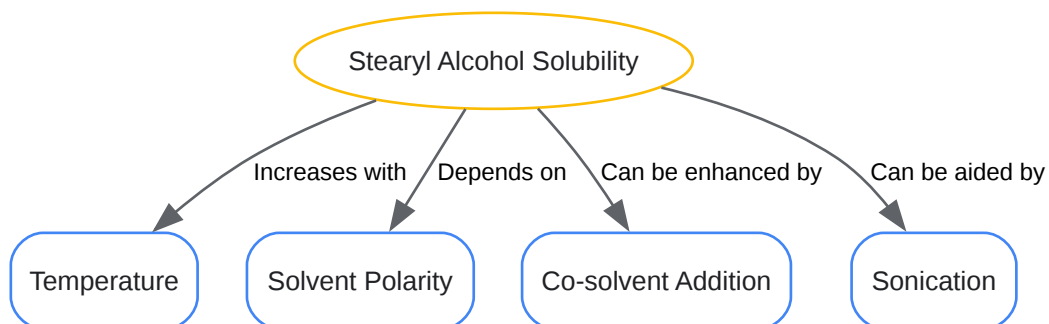 Stearyl Alcohol Solubility
Increases with
Depends on
Can be enhanced by
Can be aided by
Temperature
Solvent Polarity
Co-solvent Addition
Sonication